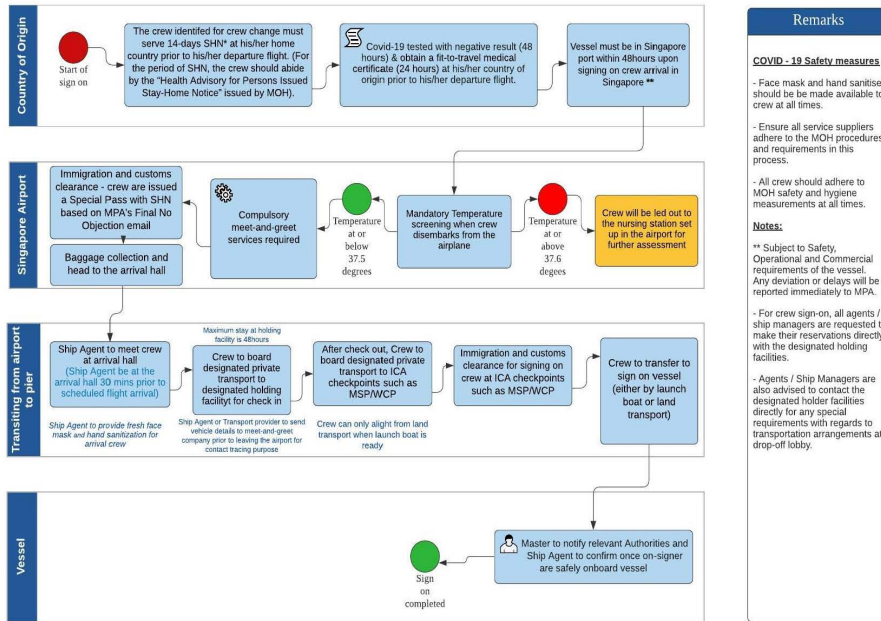 Country of Origin
Start of
sign on
The crew identifed for crew change must
serve 14-days SHN* at his/her home
country prior to his/her departure flight. (For
the period of SHN, the crew should abide
by the "Health Advisory for Persons Issued
Stay-Home Notice" issued by MOH).
Covid-19 tested with negative result (48
hours) & obtain a fit-to-travel medical
certificate (24 hours) at his/her country of
origin prior to his/her departure flight.
Vessel must be in Singapore
port within 48hours upon
signing on crew arrival in
Singapore **
Singapore Airport
Immigration and customs
clearance - crew are issued
a Special Pass with SHN
based on MPA's Final No
Objection email
Baggage collection and
head to the arrival hall
Compulsory
meet-and-greet
services required
Temperature
at or
below
37.5
degrees
Mandatory Temperature
screening when crew
disembarks from the
airplane
Temperature
at or
above
37.6
degees
Crew will be led out to
the nursing station set
up in the airport for
further assessment
Transiting from airport
to pier
Ship Agent to meet crew
at arrival hall
(Ship Agent be at the
arrival hall 30 mins prior to
scheduled flight arrival)
Ship Agent to provide fresh face
mask and hand sanitization for
arrival crew
Maximum stay at holding
facility is 48hours
Crew to board
designated private
transport to
designated holding
facilityt for check in
Ship Agent or Transport provider to send
vehicle details to meet-and-greet
company prior to leaving the airport for
contact tracing purpose
After check out, Crew to
board designated private
transport to ICA
checkpoints such as
MSP/WCP
Crew can only alight from land
transport when launch boat is
ready
Immigration and customs
clearance for signing on
crew at ICA checkpoints
such as MSP/WCP
Crew to transfer to
sign on vessel
(either by launch
boat or land
transport)
Vessel
Sign
on
completed
Master to notify relevant Authorities and
Ship Agent to confirm once on-signer
are safely onboard vessel
Remarks
COVID - 19 Safety measures
- Face mask and hand sanitise
should be be made available to
crew at all times.
- Ensure all service suppliers
adhere to the MOH procedures
and requirements in this
process.
- All crew should adhere to
MOH safety and hygiene
measurements at all times.
Notes:
** Subject to Safety,
Operational and Commercial
requirements of the vessel.
Any deviation or delays will be
reported immediately to MPA.
- For crew sign-on, all agents /
ship managers are requested t
make their reservations directly
with the designated holding
facilities.
- Agents / Ship Managers are
also advised to contact the
designated holder facilities
directly for any special
requirements with regards to
transportation arrangements at
drop-off lobby.